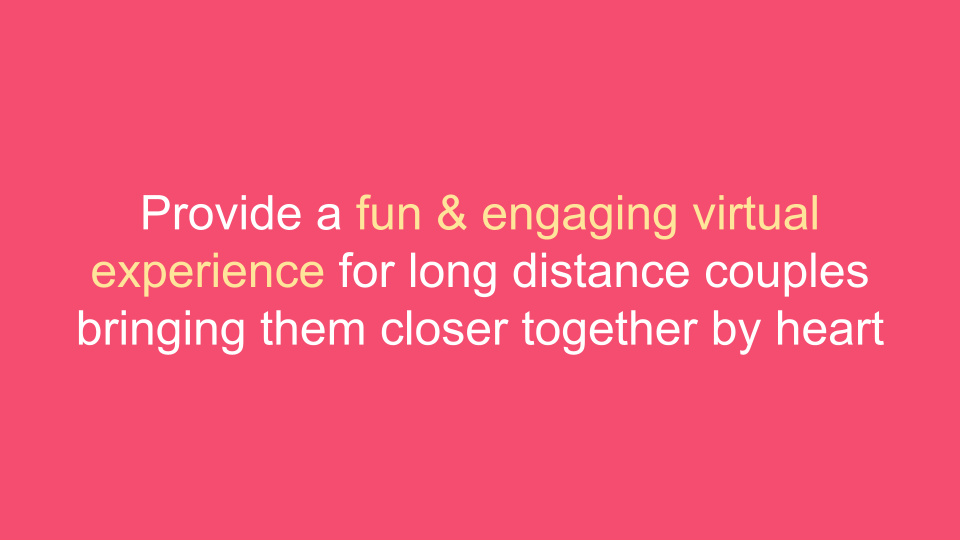 Provide a fun & engaging virtual
experience for long distance couples
bringing them closer together by heart